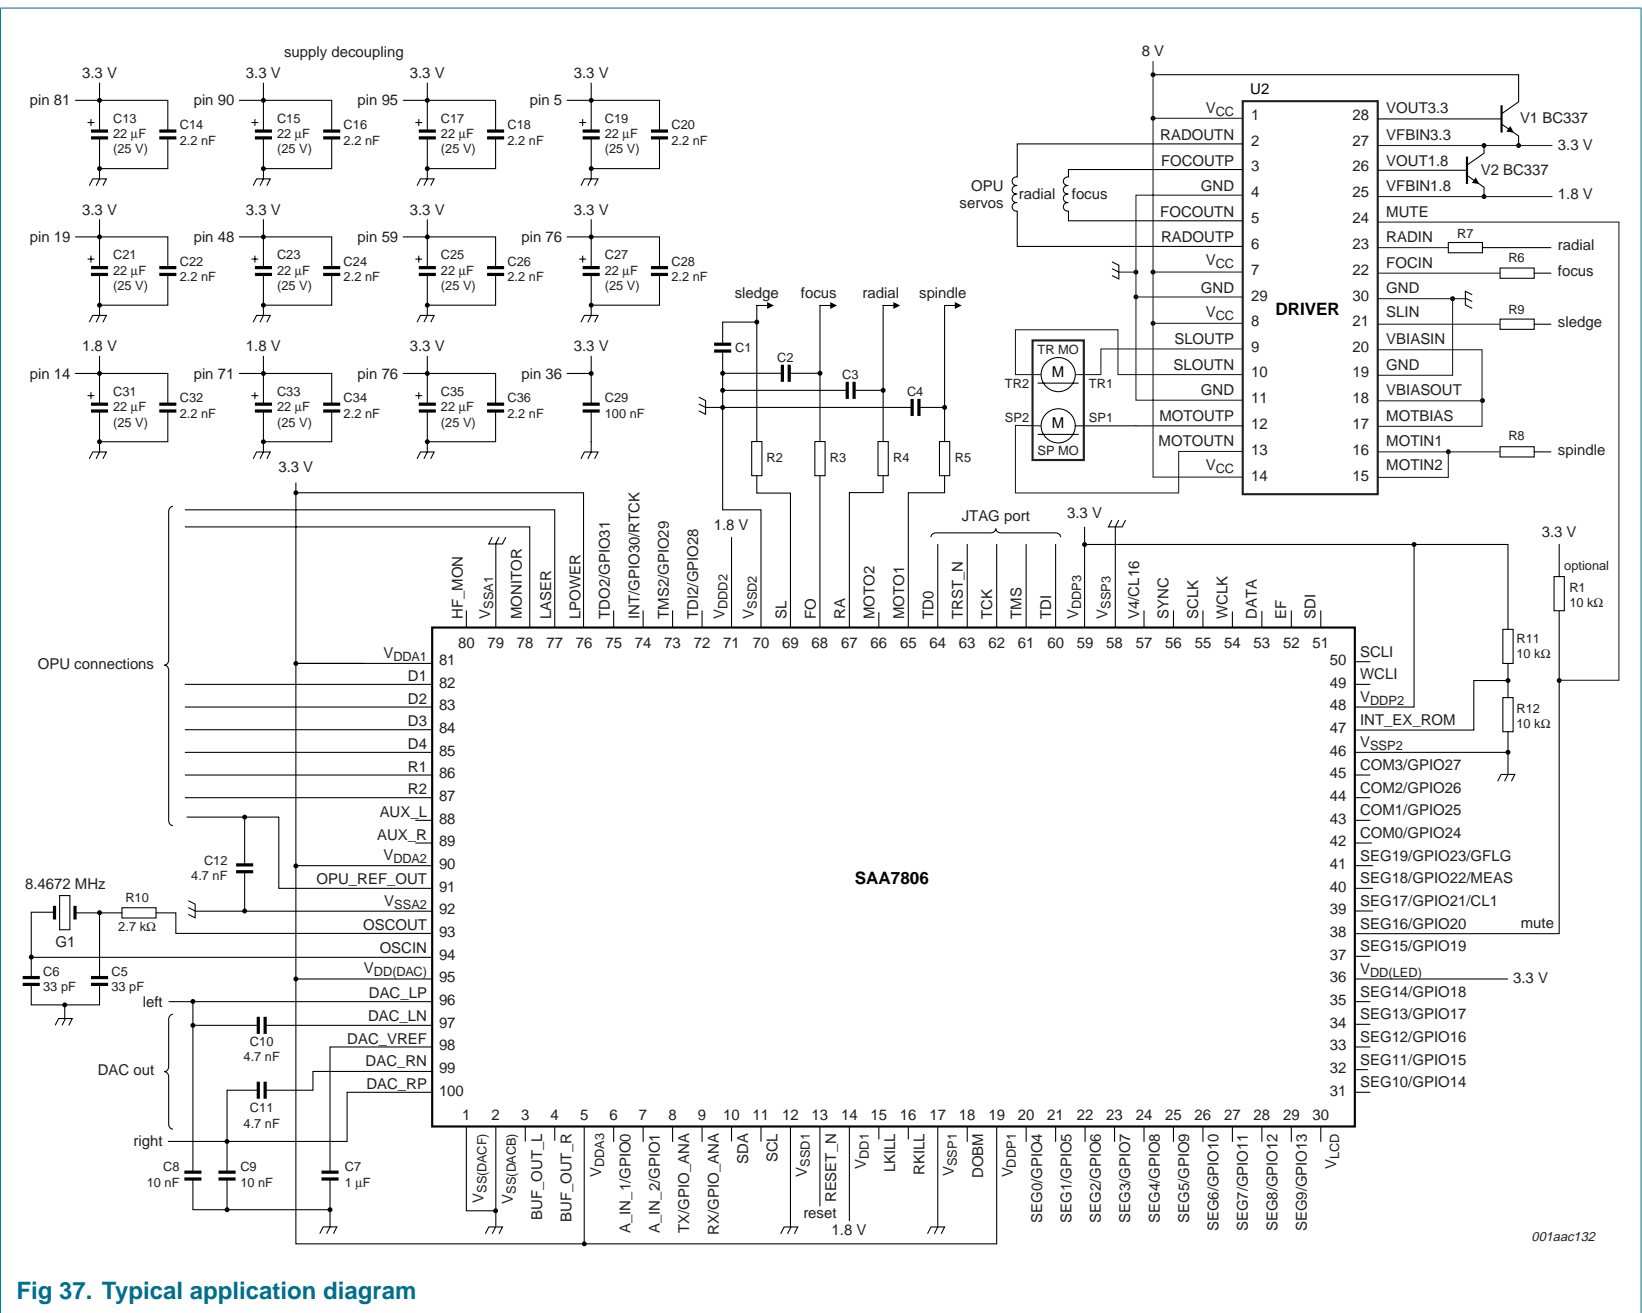 supply decoupling
3.3 V 3.3 V 3.3 V 3.3 V
pin 81 pin 90 pin 95 pin 5
+ C13 22 µF (25 V) C14 2.2 nF
+ C15 22 µF (25 V) C16 2.2 nF
+ C17 22 µF (25 V) C18 2.2 nF
+ C19 22 µF (25 V) C20 2.2 nF
3.3 V 3.3 V 3.3 V 3.3 V
pin 19 pin 48 pin 59 pin 76
+ C21 22 µF (25 V) C22 2.2 nF
+ C23 22 µF (25 V) C24 2.2 nF
+ C25 22 µF (25 V) C26 2.2 nF
+ C27 22 µF (25 V) C28 2.2 nF
1.8 V 1.8 V 3.3 V 3.3 V
pin 14 pin 71 pin 76 pin 36
+ C31 22 µF (25 V) C32 2.2 nF
+ C33 22 µF (25 V) C34 2.2 nF
+ C35 22 µF (25 V) C36 2.2 nF
C29 100 nF
8 V
U2
DRIVER
VCC 1
RADOUTN 2
FOCOUTP 3
GND 4
FOCOUTN 5
RADOUTP 6
VCC 7
GND 29
VCC 8
SLOUTP 9
SLOUTN 10
GND 11
MOTOUTP 12
MOTOUTN 13
VCC 14
28 VOUT3.3
27 VFBIN3.3
26 VOUT1.8
25 VFBIN1.8
24 MUTE
23 RADIN R7 radial
22 FOCIN R6 focus
30 GND
21 SLIN R9 sledge
20 VBIASIN
19 GND
18 VBIASOUT
17 MOTBIAS
16 MOTIN1 R8 spindle
15 MOTIN2
V1 BC337
3.3 V
V2 BC337
1.8 V
OPU servos
radial
focus
TR MO
M
TR2 TR1
SP2 SP1
M
SP MO
sledge focus radial spindle
C1
C2
C3
C4
R2 R3 R4 R5
3.3 V
1.8 V
JTAG port
3.3 V
3.3 V
optional
R1
10 kΩ
R11
10 kΩ
R12
10 kΩ
HF_MON 80
VSSA1 79
MONITOR 78
LASER 77
LPOWER 76
TDO2/GPIO31 75
INT/GPIO30/RTCK 74
TMS2/GPIO29 73
TDI2/GPIO28 72
VDDD2 71
VSSD2 70
SL 69
FO 68
RA 67
MOTO2 66
MOTO1 65
TD0 64
TRST_N 63
TCK 62
TMS 61
TDI 60
VDDP3 59
VSSP3 58
V4/CL16 57
SYNC 56
SCLK 55
WCLK 54
DATA 53
EF 52
SDI 51
OPU connections
VDDA1 81
D1 82
D2 83
D3 84
D4 85
R1 86
R2 87
AUX_L 88
AUX_R 89
VDDA2 90
OPU_REF_OUT 91
VSSA2 92
OSCOUT 93
OSCIN 94
VDD(DAC) 95
DAC_LP 96
DAC_LN 97
DAC_VREF 98
DAC_RN 99
DAC_RP 100
C12
4.7 nF
8.4672 MHz
G1
R10
2.7 kΩ
C6
33 pF
C5
33 pF
left
C10
4.7 nF
DAC out
C11
4.7 nF
right
C8
10 nF
C9
10 nF
C7
1 µF
SAA7806
50 SCLI
49 WCLI
48 VDDP2
47 INT_EX_ROM
46 VSSP2
45 COM3/GPIO27
44 COM2/GPIO26
43 COM1/GPIO25
42 COM0/GPIO24
41 SEG19/GPIO23/GFLG
40 SEG18/GPIO22/MEAS
39 SEG17/GPIO21/CL1
38 SEG16/GPIO20 mute
37 SEG15/GPIO19
36 VDD(LED) 3.3 V
35 SEG14/GPIO18
34 SEG13/GPIO17
33 SEG12/GPIO16
32 SEG11/GPIO15
31 SEG10/GPIO14
1 VSS(DACF)
2 VSS(DACB)
3 BUF_OUT_L
4 BUF_OUT_R
5 VDDA3
6 A_IN_1/GPIO0
7 A_IN_2/GPIO1
8 TX/GPIO_ANA
9 RX/GPIO_ANA
10 SDA
11 SCL
12 VSSD1
13 RESET_N
reset
14 VDD1
1.8 V
15 LKILL
16 RKILL
17 VSSP1
18 DOBM
19 VDDP1
20 SEG0/GPIO4
21 SEG1/GPIO5
22 SEG2/GPIO6
23 SEG3/GPIO7
24 SEG4/GPIO8
25 SEG5/GPIO9
26 SEG6/GPIO10
27 SEG7/GPIO11
28 SEG8/GPIO12
29 SEG9/GPIO13
30 VLCD
001aac132
Fig 37. Typical application diagram